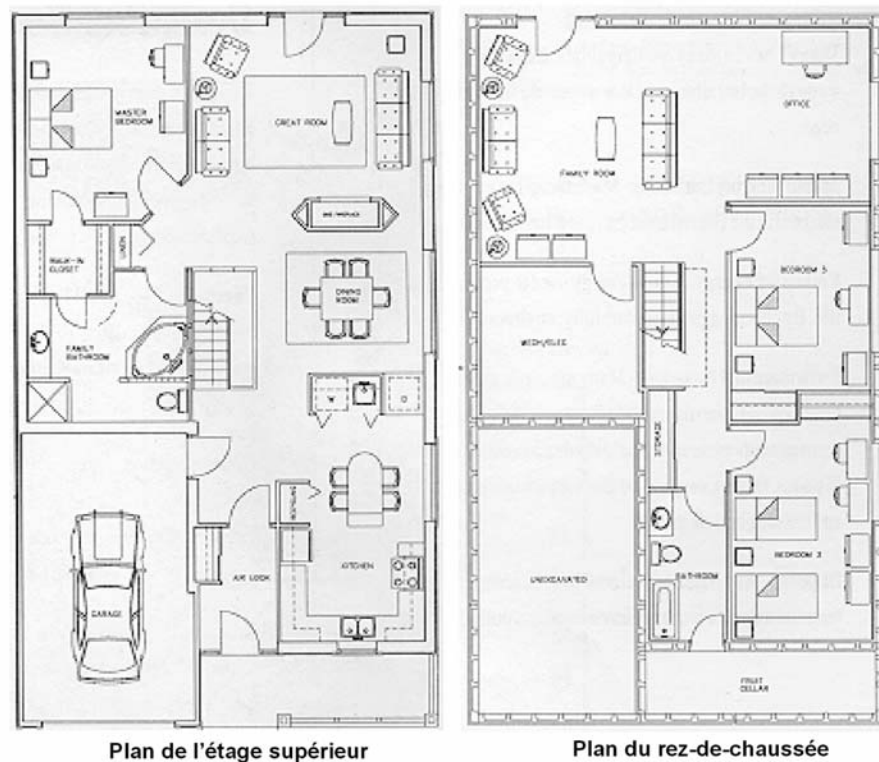 MASTER
BEDROOM
GREAT ROOM
LINEN
WALK-IN
CLOSET
DINING
ROOM
FAMILY
BATHROOM
W
D
KITCHEN
AIR LOCK
GARAGE
Plan de l'étage supérieur
OFFICE
FAMILY ROOM
BEDROOM 3
MECH/ELEC
STORAGE
BEDROOM 2
UNEXCAVATED
BATHROOM
FRUIT
CELLAR
Plan du rez-de-chaussée